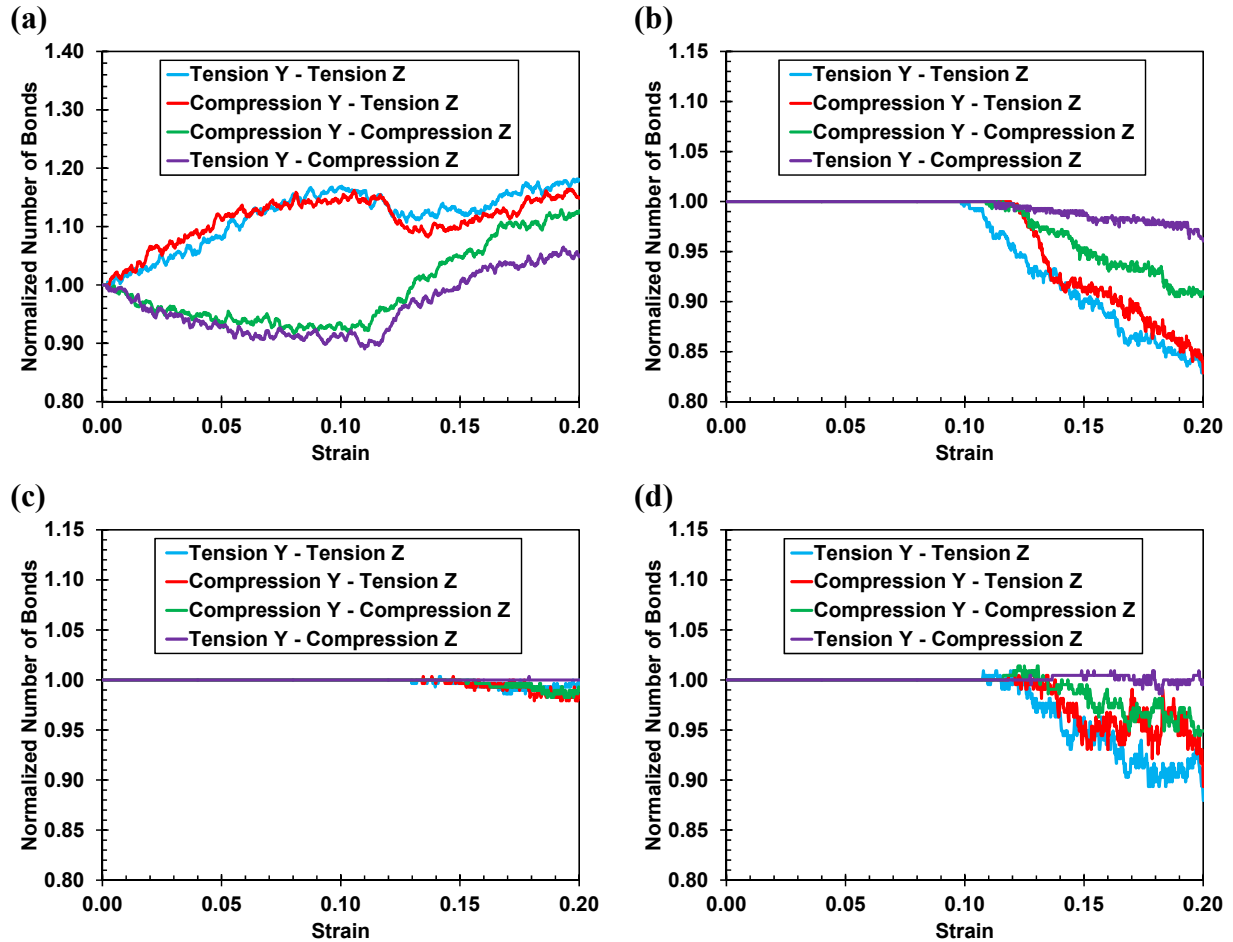 (a)
1.40
1.30
1.20
1.10
1.00
0.90
0.80
Normalized Number of Bonds
Tension Y - Tension Z
Compression Y - Tension Z
Compression Y - Compression Z
Tension Y - Compression Z
0.00 0.05 0.10 0.15 0.20
Strain
(b)
1.15
1.10
1.05
1.00
0.95
0.90
0.85
0.80
Normalized Number of Bonds
Tension Y - Tension Z
Compression Y - Tension Z
Compression Y - Compression Z
Tension Y - Compression Z
0.00 0.05 0.10 0.15 0.20
Strain
(c)
1.15
1.10
1.05
1.00
0.95
0.90
0.85
0.80
Normalized Number of Bonds
Tension Y - Tension Z
Compression Y - Tension Z
Compression Y - Compression Z
Tension Y - Compression Z
0.00 0.05 0.10 0.15 0.20
Strain
(d)
1.15
1.10
1.05
1.00
0.95
0.90
0.85
0.80
Normalized Number of Bonds
Tension Y - Tension Z
Compression Y - Tension Z
Compression Y - Compression Z
Tension Y - Compression Z
0.00 0.05 0.10 0.15 0.20
Strain